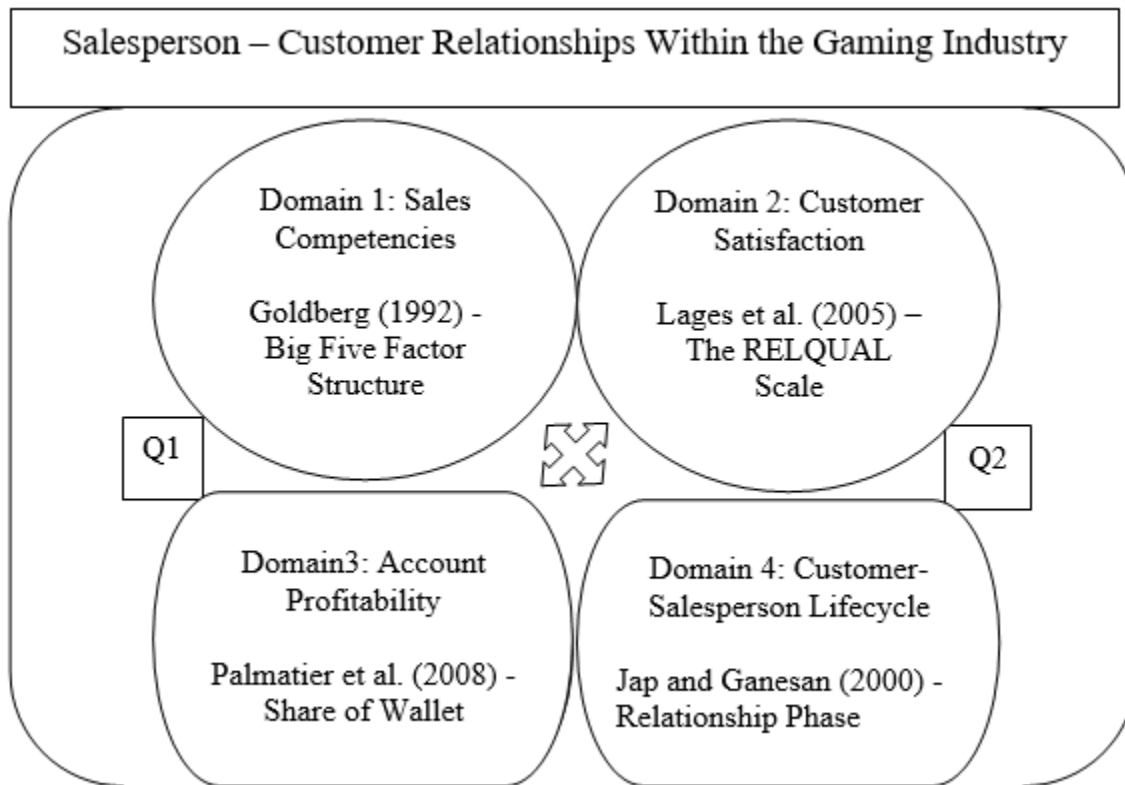 Salesperson – Customer Relationships Within the Gaming Industry
Domain 1: Sales
Competencies
Goldberg (1992) -
Big Five Factor
Structure
Domain 2: Customer
Satisfaction
Lages et al. (2005) –
The RELQUAL
Scale
Q1
Q2
Domain3: Account
Profitability
Palmatier et al. (2008) -
Share of Wallet
Domain 4: Customer-
Salesperson Lifecycle
Jap and Ganesan (2000) -
Relationship Phase